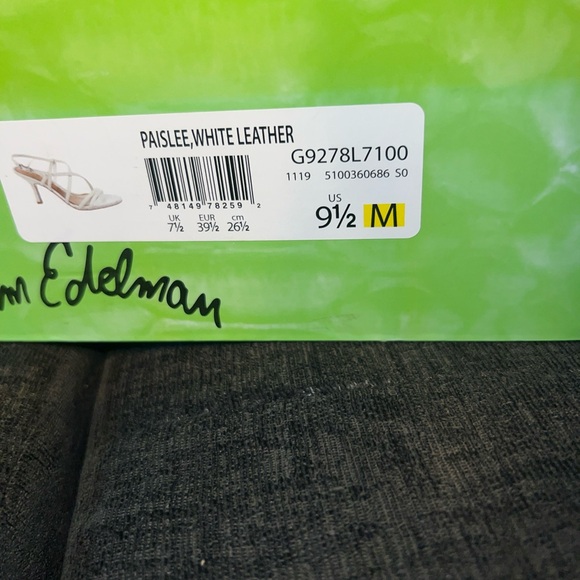 PAISLEE,WHITE LEATHER
G9278L7100
1119 5100360686 S0
7 48149 78259 2
UK EUR cm
7½ 39½ 26½
US
9½ M
m Edelman